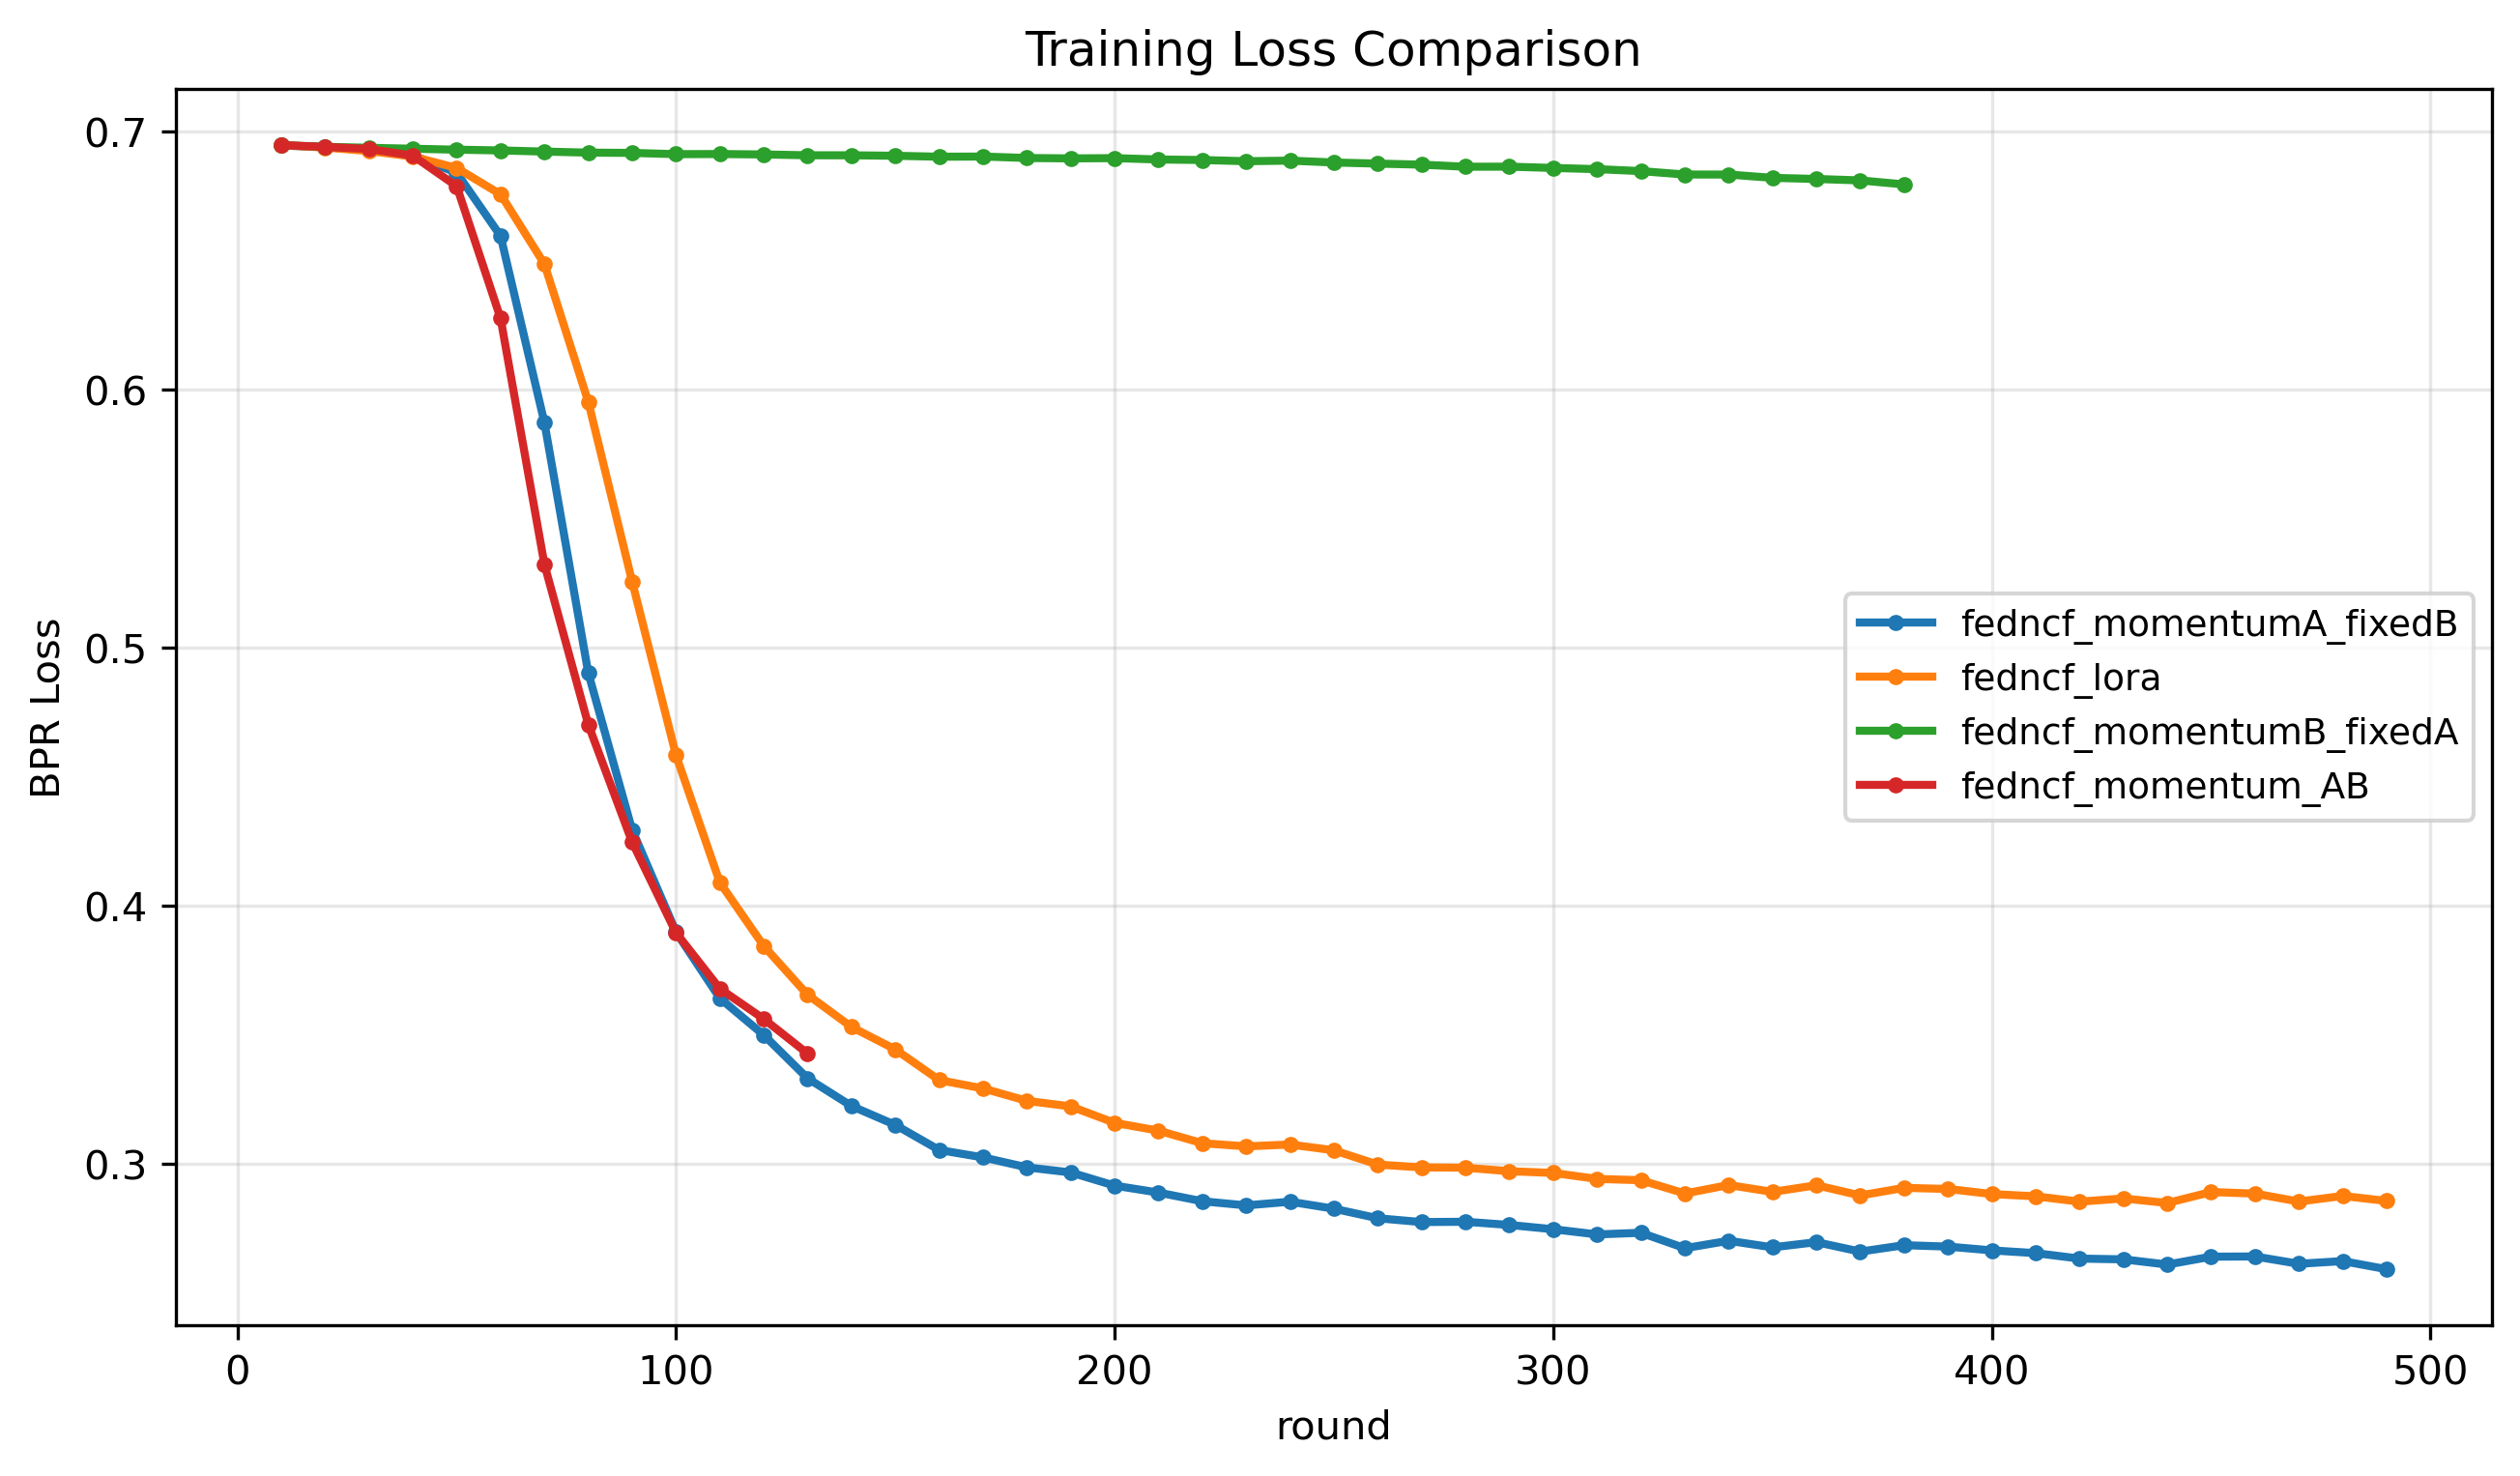 Training Loss Comparison
BPR Loss
0.7
0.6
0.5
0.4
0.3
fedncf_momentumA_fixedB
fedncf_lora
fedncf_momentumB_fixedA
fedncf_momentum_AB
0 100 200 300 400 500
round